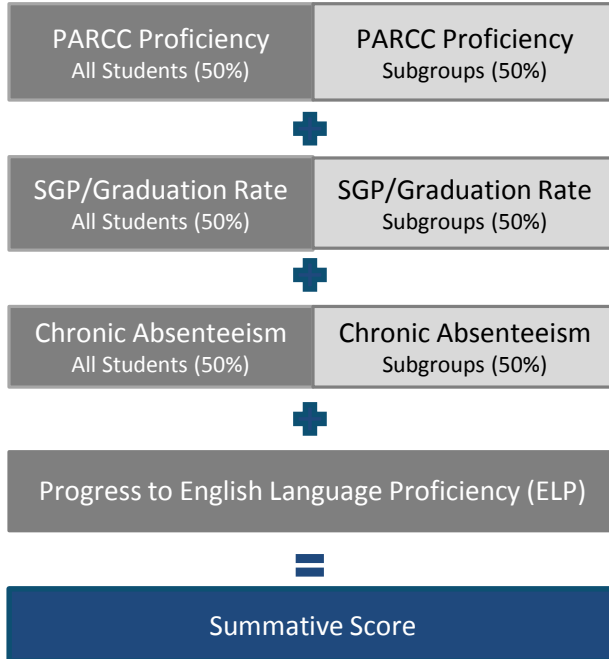 PARCC Proficiency
All Students (50%)
PARCC Proficiency
Subgroups (50%)
SGP/Graduation Rate
All Students (50%)
SGP/Graduation Rate
Subgroups (50%)
Chronic Absenteeism
All Students (50%)
Chronic Absenteeism
Subgroups (50%)
Progress to English Language Proficiency (ELP)
Summative Score